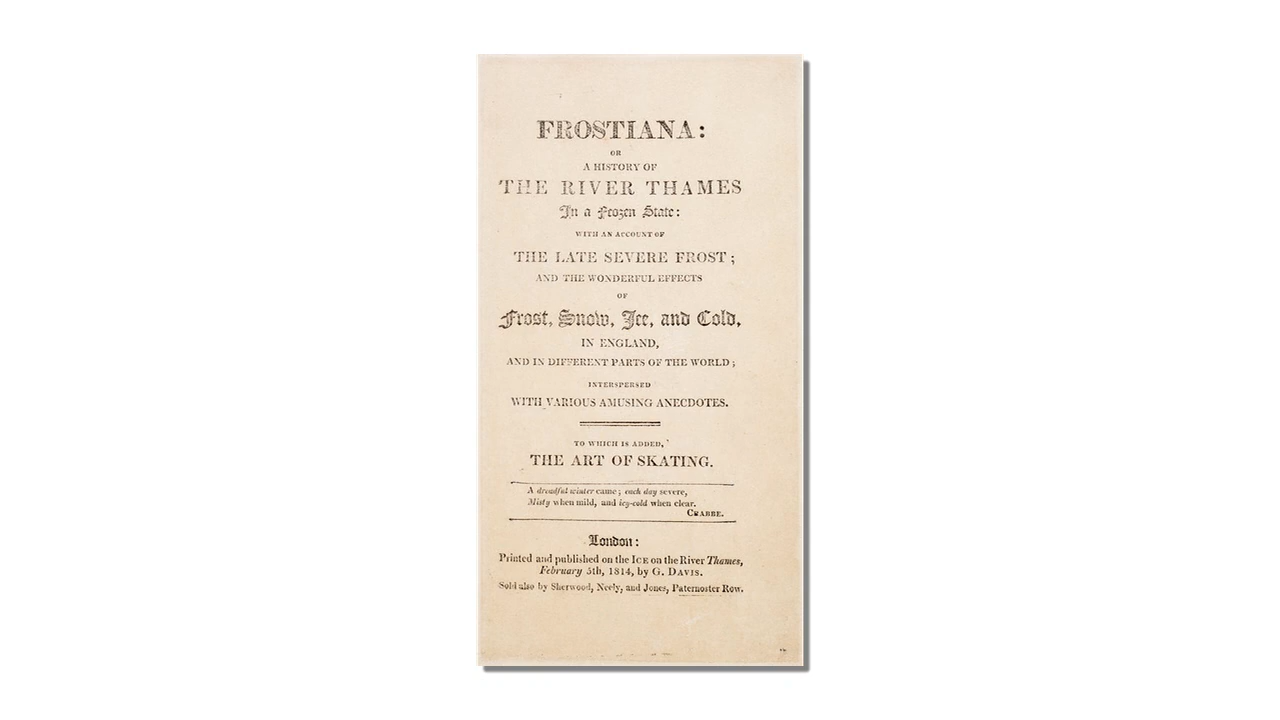 FROSTIANA:
OR
A HISTORY OF
THE RIVER THAMES
In a Frozen State:
WITH AN ACCOUNT OF
THE LATE SEVERE FROST;
AND THE WONDERFUL EFFECTS
OF
Frost, Snow, Ice, and Cold,
IN ENGLAND,
AND IN DIFFERENT PARTS OF THE WORLD;
INTERSPERSED
WITH VARIOUS AMUSING ANECDOTES.
TO WHICH IS ADDED,
THE ART OF SKATING.
A dreadful winter came; each day severe,
Misty when mild, and icy-cold when clear.
CRABBE.
London:
Printed and published on the ICE on the River Thames,
February 5th, 1814, by G. DAVIS.
Sold also by Sherwood, Neely, and Jones, Paternoster Row.